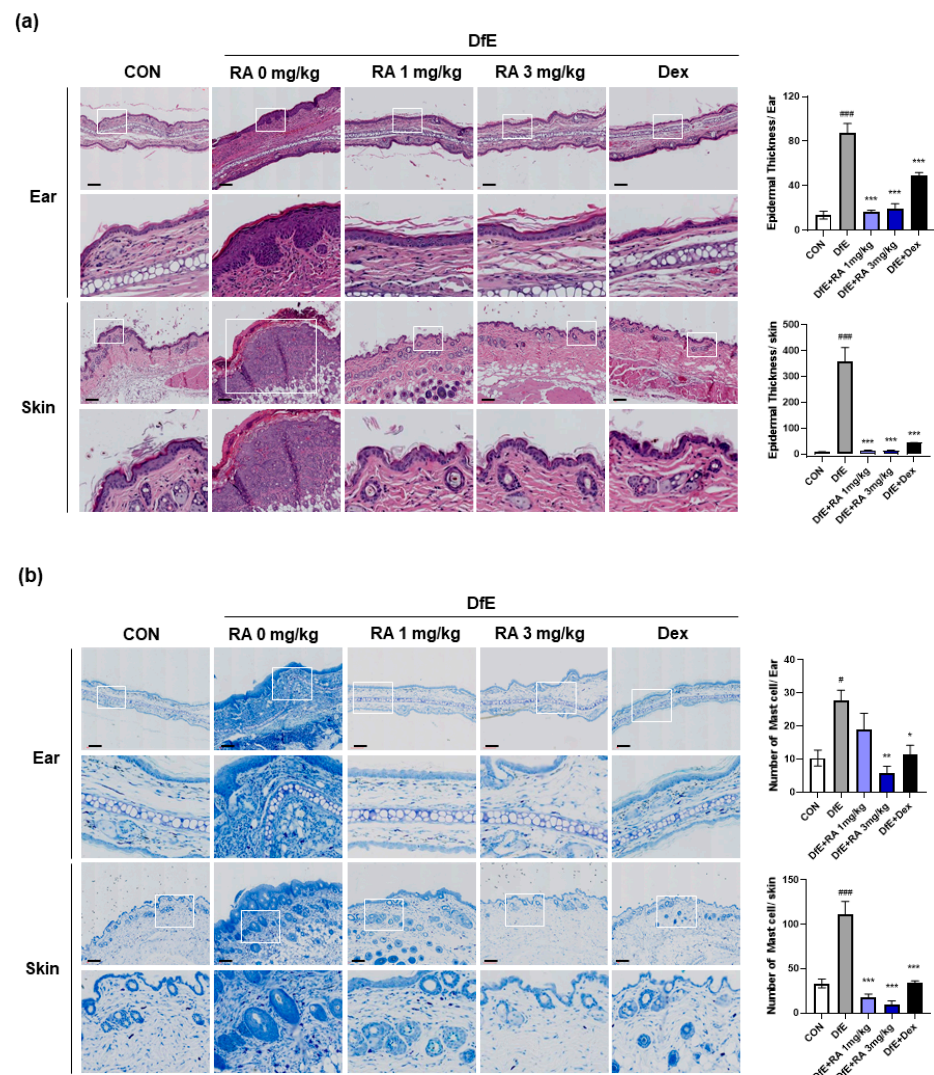 (a)
DfE
CON RA 0 mg/kg RA 1 mg/kg RA 3 mg/kg Dex
Ear
Skin
Epidermal Thickness/ Ear
120
80
40
0
###
***
***
***
CON
DfE
DfE+RA 1mg/kg
DfE+RA 3mg/kg
DfE+Dex
Epidermal Thickness/ skin
500
400
300
200
100
0
###
***
***
***
CON
DfE
DfE+RA 1mg/kg
DfE+RA 3mg/kg
DfE+Dex
(b)
DfE
CON RA 0 mg/kg RA 1 mg/kg RA 3 mg/kg Dex
Ear
Skin
Number of Mast cell/ Ear
40
30
20
10
0
#
**
*
CON
DfE
DfE+RA 1mg/kg
DfE+RA 3mg/kg
DfE+Dex
Number of Mast cell/ skin
150
100
50
0
###
***
***
***
CON
DfE
DfE+RA 1mg/kg
DfE+RA 3mg/kg
DfE+Dex